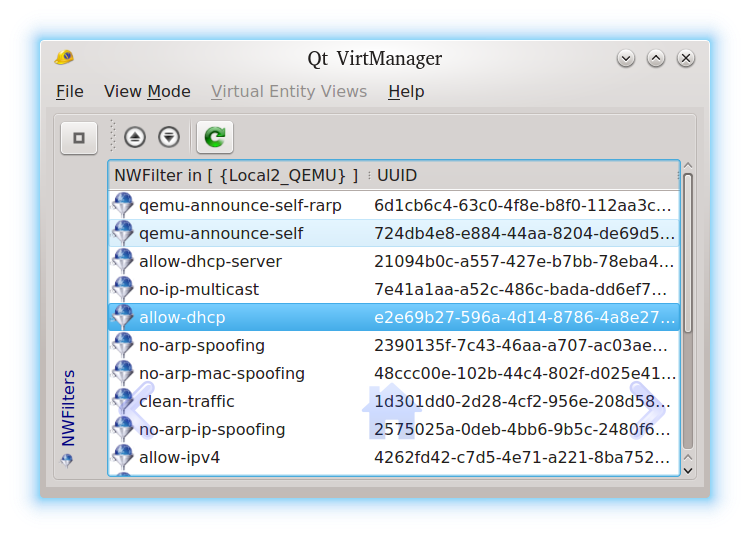 Qt VirtManager
File View Mode Virtual Entity Views Help
NWFilter in [ {Local2_QEMU} ] UUID
qemu-announce-self-rarp 6d1cb6c4-63c0-4f8e-b8f0-112aa3c...
qemu-announce-self 724db4e8-e884-44aa-8204-de69d5...
allow-dhcp-server 21094b0c-a557-427e-b7bb-78eba4...
no-ip-multicast 7e41a1aa-a52c-486c-bada-dd6ef7...
allow-dhcp e2e69b27-596a-4d14-8786-4a8e27...
no-arp-spoofing 2390135f-7c43-46aa-a707-ac03ae...
no-arp-mac-spoofing 48ccc00e-102b-44c4-802f-d025e41...
clean-traffic 1d301dd0-2d28-4cf2-956e-208d58...
no-arp-ip-spoofing 2575025a-0deb-4bb6-9b5c-2480f6...
allow-ipv4 4262fd42-c7d5-4e71-a221-8ba752...
NWFilters